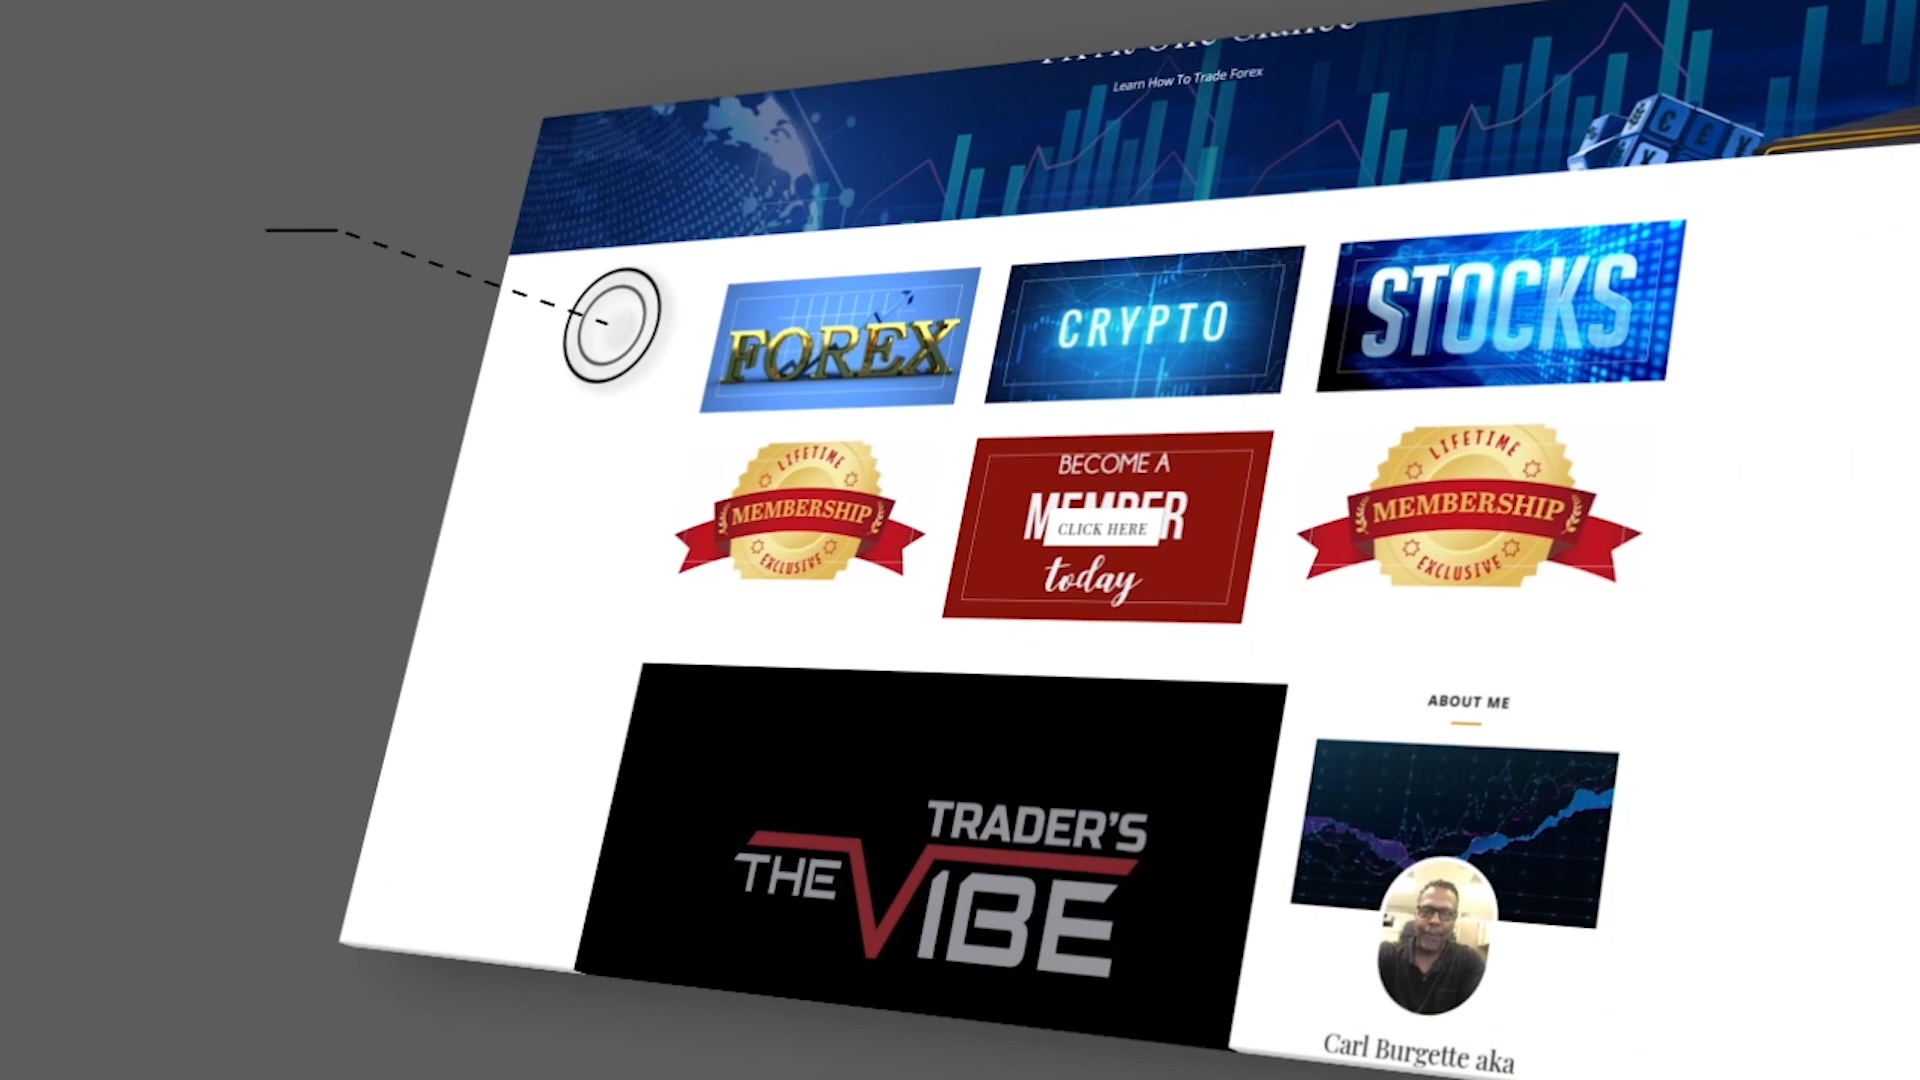 Learn How To Trade Forex
FOREX
CRYPTO
STOCKS
LIFETIME
MEMBERSHIP
EXCLUSIVE
BECOME A
MEMBER
CLICK HERE
today
LIFETIME
MEMBERSHIP
EXCLUSIVE
THE
TRADER'S
VIBE
ABOUT ME
Carl Burgette aka